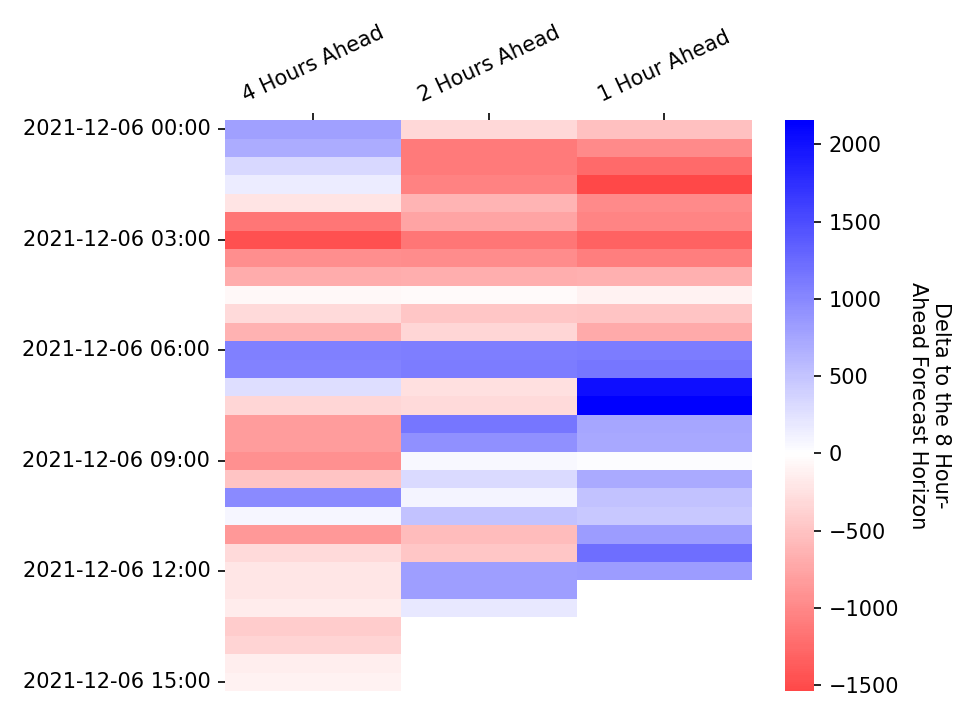 4 Hours Ahead
2 Hours Ahead
1 Hour Ahead
2021-12-06 00:00
2021-12-06 03:00
2021-12-06 06:00
2021-12-06 09:00
2021-12-06 12:00
2021-12-06 15:00
2000
1500
1000
500
0
−500
−1000
−1500
Delta to the 8 Hour-
Ahead Forecast Horizon